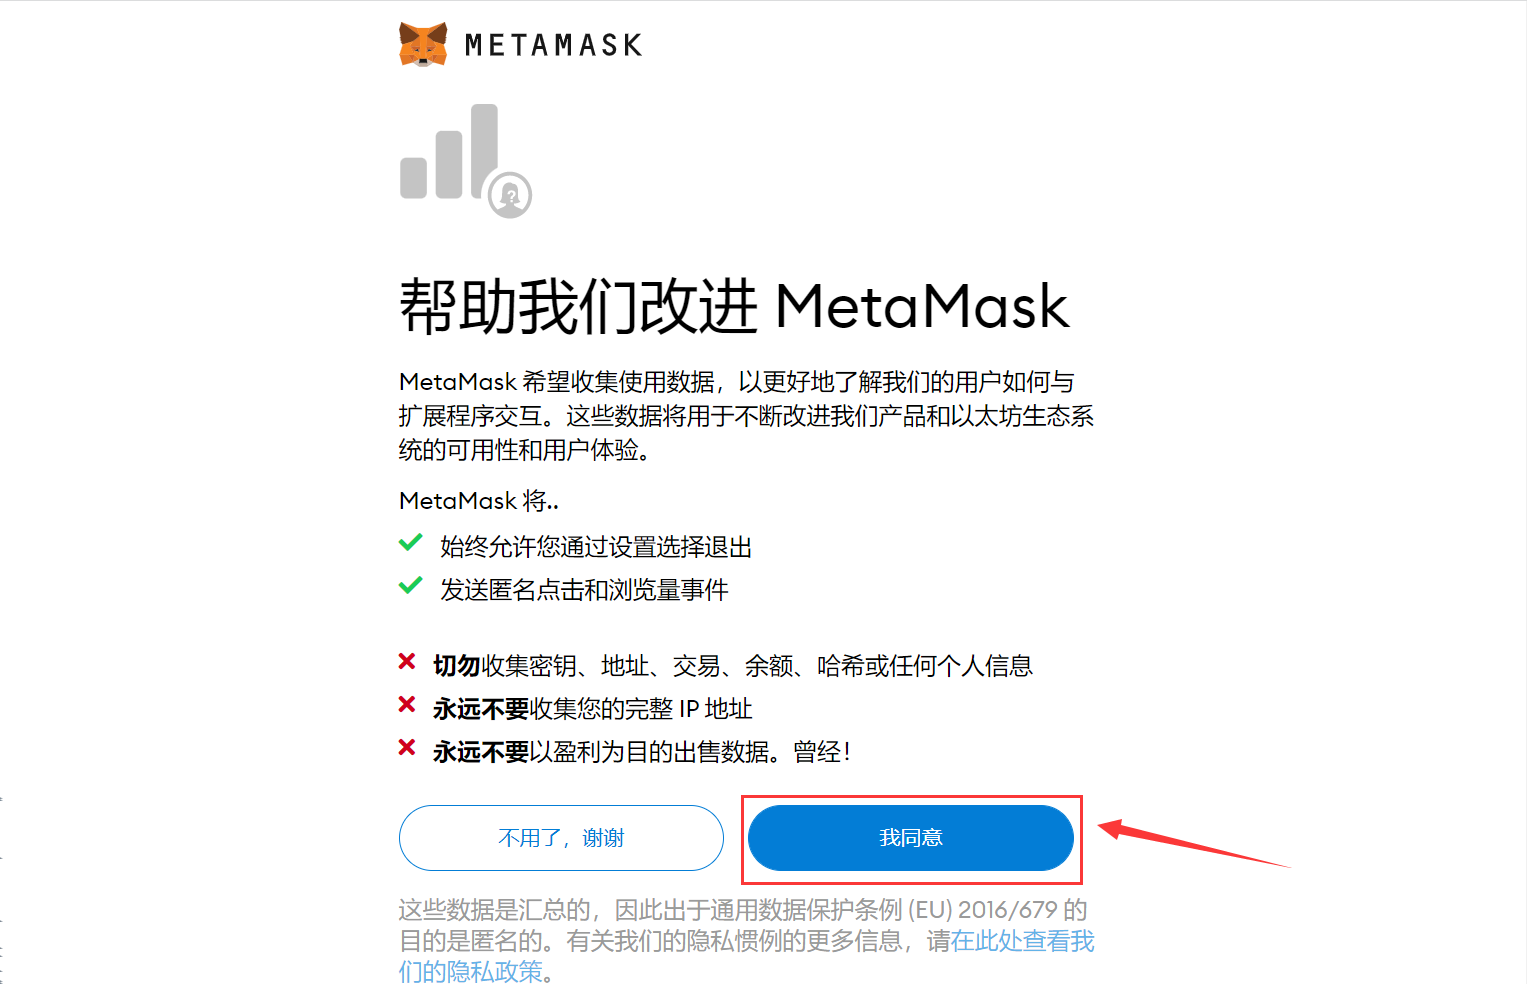 METAMASK
帮助我们改进 MetaMask
MetaMask 希望收集使用数据，以更好地了解我们的用户如何与
扩展程序交互。这些数据将用于不断改进我们产品和以太坊生态系
统的可用性和用户体验。
MetaMask 将..
始终允许您通过设置选择退出
发送匿名点击和浏览量事件
切勿收集密钥、地址、交易、余额、哈希或任何个人信息
永远不要收集您的完整 IP 地址
永远不要以盈利为目的出售数据。曾经！
不用了，谢谢
我同意
这些数据是汇总的，因此出于通用数据保护条例 (EU) 2016/679 的
目的是匿名的。有关我们的隐私惯例的更多信息，请在此处查看我
们的隐私政策。